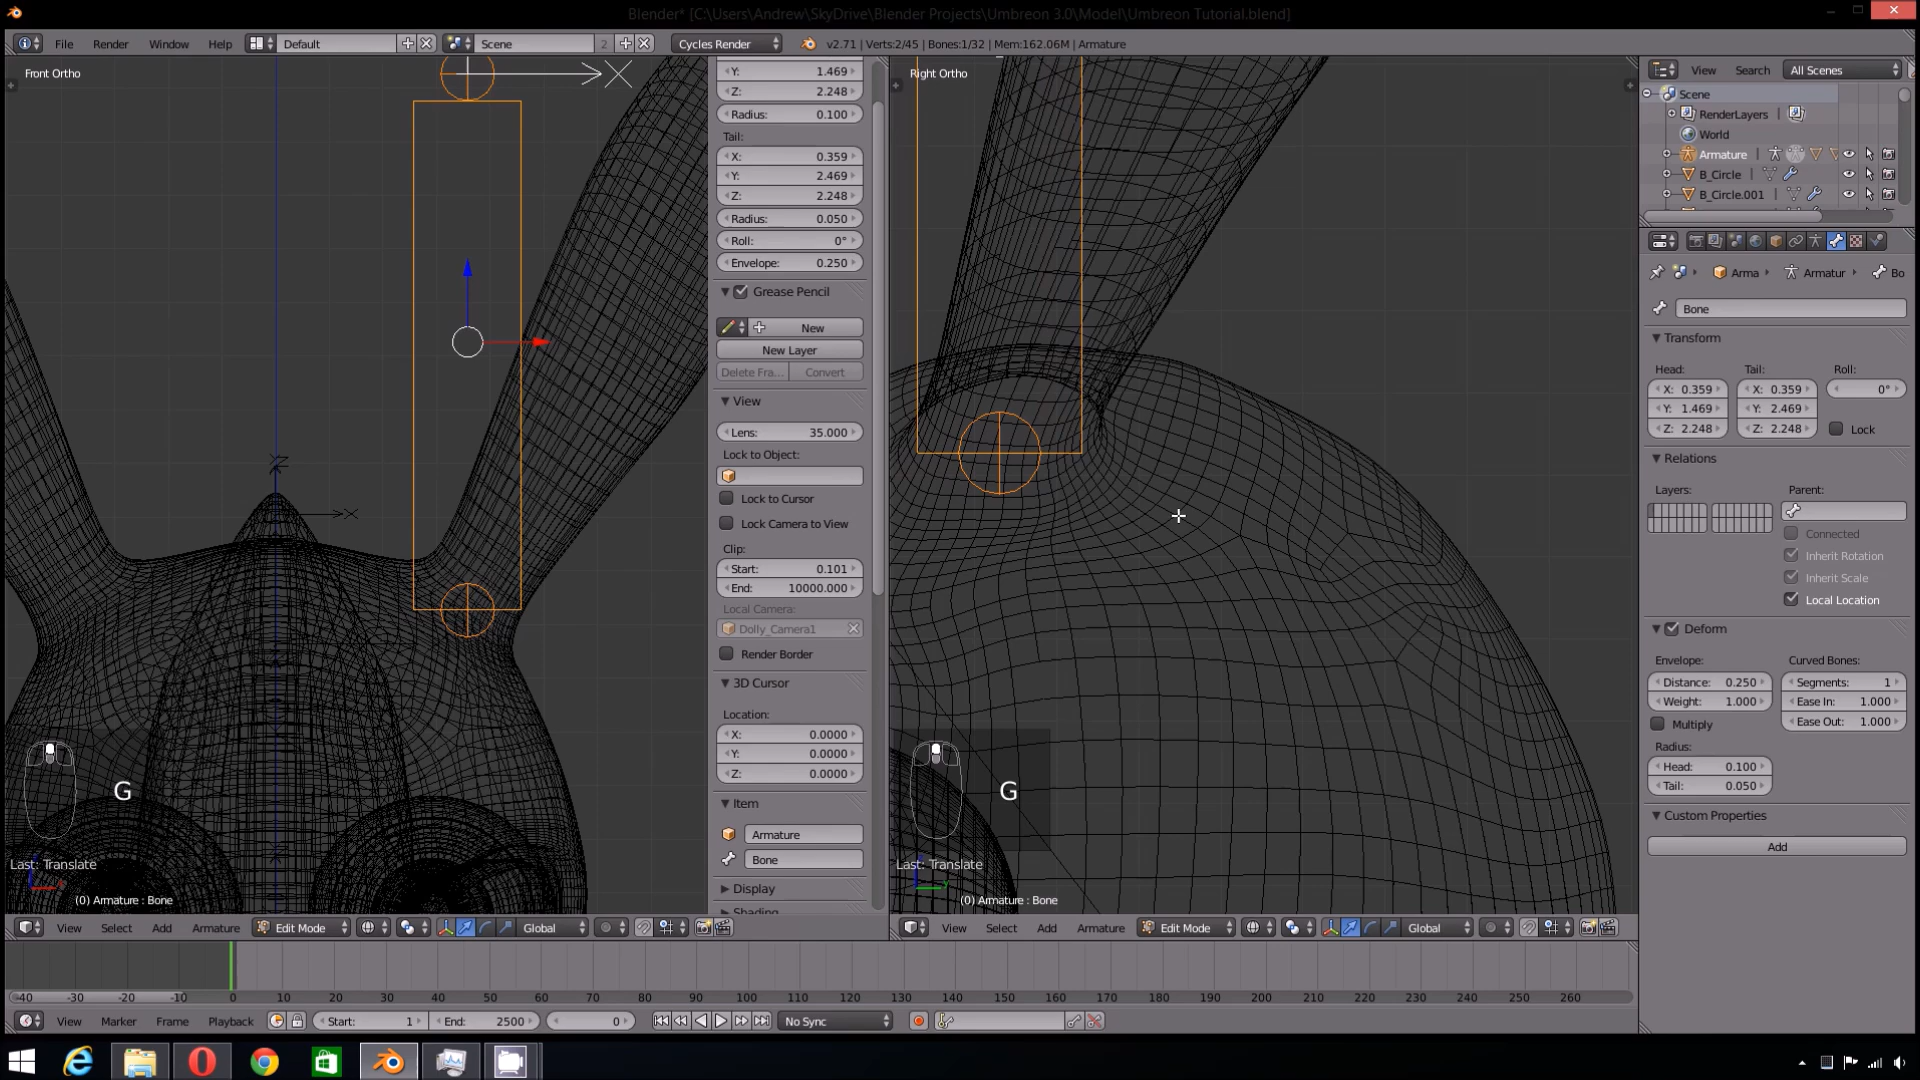 Blender* [C:\Users\Andrew\SkyDrive\Blender Projects\Umbreon 3.0\Model\Umbreon Tutorial.blend]
File Render Window Help Default Scene 2 Cycles Render v2.71 | Verts:2/45 | Bones:1/32 | Mem:162.06M | Armature
Front Ortho
Y: 1.469
Z: 2.248
Radius: 0.100
Tail:
X: 0.359
Y: 2.469
Z: 2.248
Radius: 0.050
Roll: 0°
Envelope: 0.250
Grease Pencil
New
New Layer
Delete Fra... Convert
View
Lens: 35.000
Lock to Object:
Lock to Cursor
Lock Camera to View
Clip:
Start: 0.101
End: 10000.000
Local Camera:
Dolly_Camera1
Render Border
3D Cursor
Location:
X: 0.0000
Y: 0.0000
Z: 0.0000
Item
Armature
Bone
Display
Shading
X
Z
X
G
Last: Translate
(0) Armature : Bone
Right Ortho
G
Last: Translate
(0) Armature : Bone
View Search All Scenes
Scene
RenderLayers |
World
Armature |
B_Circle |
B_Circle.001 |
Arma Armatur Bo
Bone
Transform
Head: Tail: Roll:
X: 0.359 X: 0.359 0°
Y: 1.469 Y: 2.469
Z: 2.248 Z: 2.248 Lock
Relations
Layers: Parent:
Connected
Inherit Rotation
Inherit Scale
Local Location
Deform
Envelope: Curved Bones:
Distance: 0.250 Segments: 1
Weight: 1.000 Ease In: 1.000
Multiply Ease Out: 1.000
Radius:
Head: 0.100
Tail: 0.050
Custom Properties
Add
View Select Add Armature Edit Mode Global
View Select Add Armature Edit Mode Global
-40 -30 -20 -10 0 10 20 30 40 50 60 70 80 90 100 110 120 130 140 150 160 170 180 190 200 210 220 230 240 250 260
View Marker Frame Playback Start: 1 End: 2500 0 No Sync